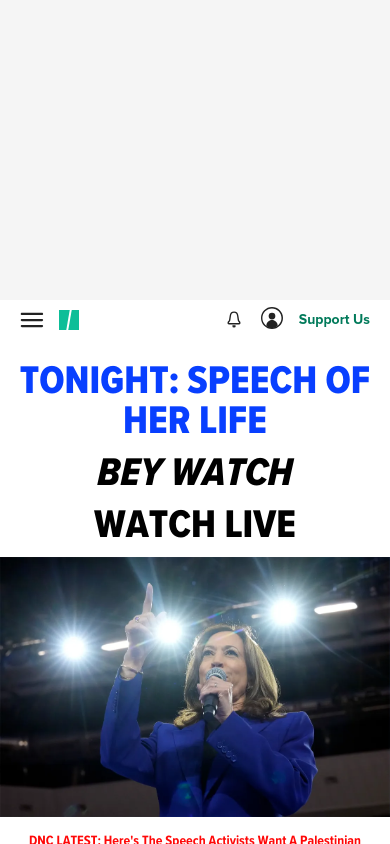 Support Us
TONIGHT: SPEECH OF
HER LIFE
BEY WATCH
WATCH LIVE
DNC LATEST: Here's The Speech Activists Want A Palestinian